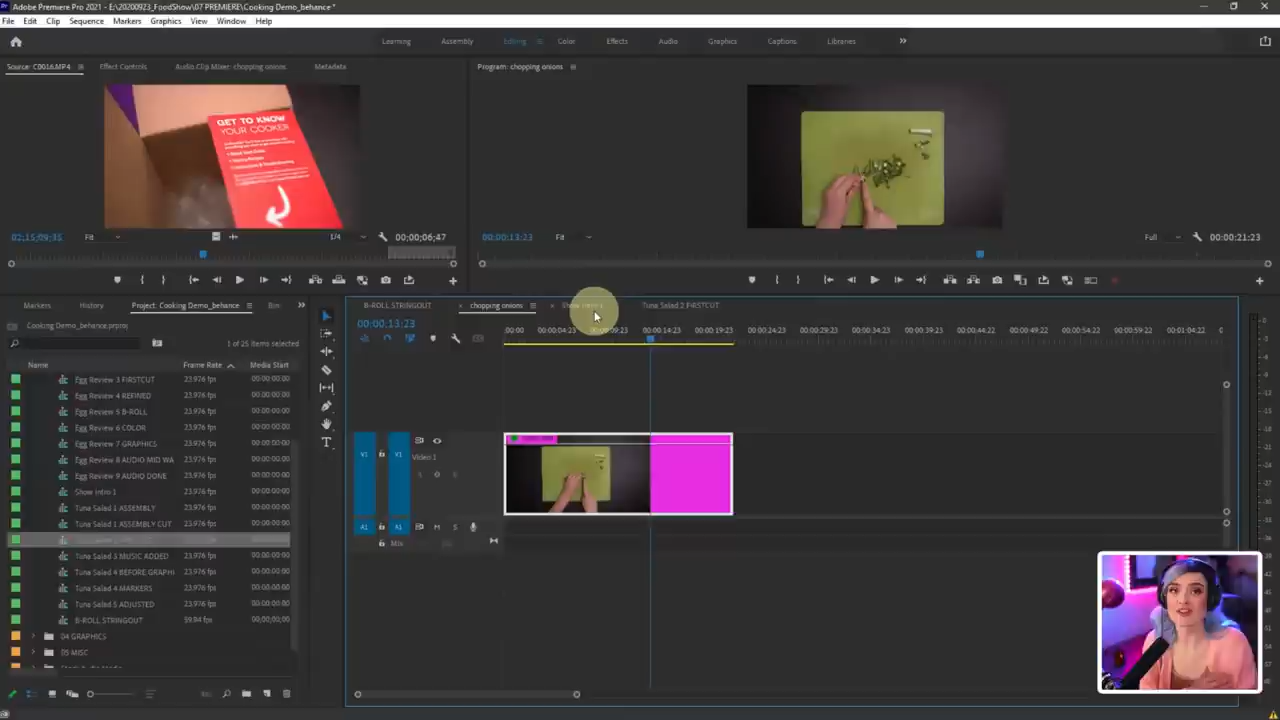 Adobe Premiere Pro 2021 - E:\20200923_FoodShow\07 PREMIERE\Cooking Demo_behance *
File Edit Clip Sequence Markers Graphics View Window Help
Learning Assembly Editing Color Effects Audio Graphics Captions Libraries
Source: C0016.MP4 Effect Controls Audio Clip Mixer: chopping onions Metadata
Program: chopping onions
GET TO KNOW
YOUR COOKER
02;15;09;35 Fit 1/4 00;00;06;47
00:00:13:23 Fit Full 00:00:21:23
Markers History Project: Cooking Demo_behance Bin
B-ROLL STRINGOUT chopping onions Show Intro 1 Tuna Salad 2 FIRSTCUT
Cooking Demo_behance.prproj
00:00:13:23
:00:00 00:00:04:23 00:00:09:23 00:00:14:23 00:00:19:23 00:00:24:23 00:00:29:23 00:00:34:23 00:00:39:23 00:00:44:23 00:00:49:23 00:00:54:22 00:00:59:22 00:01:04:22
1 of 25 items selected
Name Frame Rate Media Start
Egg Review 3 FIRSTCUT 23.976 fps 00:00:00:00
Egg Review 4 REFINED 23.976 fps 00:00:00:00
Egg Review 5 B-ROLL 23.976 fps 00:00:00:00
Egg Review 6 COLOR 23.976 fps 00:00:00:00
Egg Review 7 GRAPHICS 23.976 fps 00:00:00:00
Egg Review 8 AUDIO MID WA 23.976 fps 00:00:00:00
Egg Review 9 AUDIO DONE 23.976 fps 00:00:00:00
Show Intro 1 23.976 fps 00:00:00:00
Tuna Salad 1 ASSEMBLY 23.976 fps 00:00:00:00
Tuna Salad 1 ASSEMBLY CUT 23.976 fps 00:00:00:00
Tuna Salad 3 MUSIC ADDED 23.976 fps 00:00:00:00
Tuna Salad 4 BEFORE GRAPHI 23.976 fps 00:00:00:00
Tuna Salad 4 MARKERS 23.976 fps 00:00:00:00
Tuna Salad 5 ADJUSTED 23.976 fps 00:00:00:00
B-ROLL STRINGOUT 59.94 fps 00;00;00;00
04 GRAPHICS
05 MISC
V1 V1 Video 1
A1 A1 M S
Mix